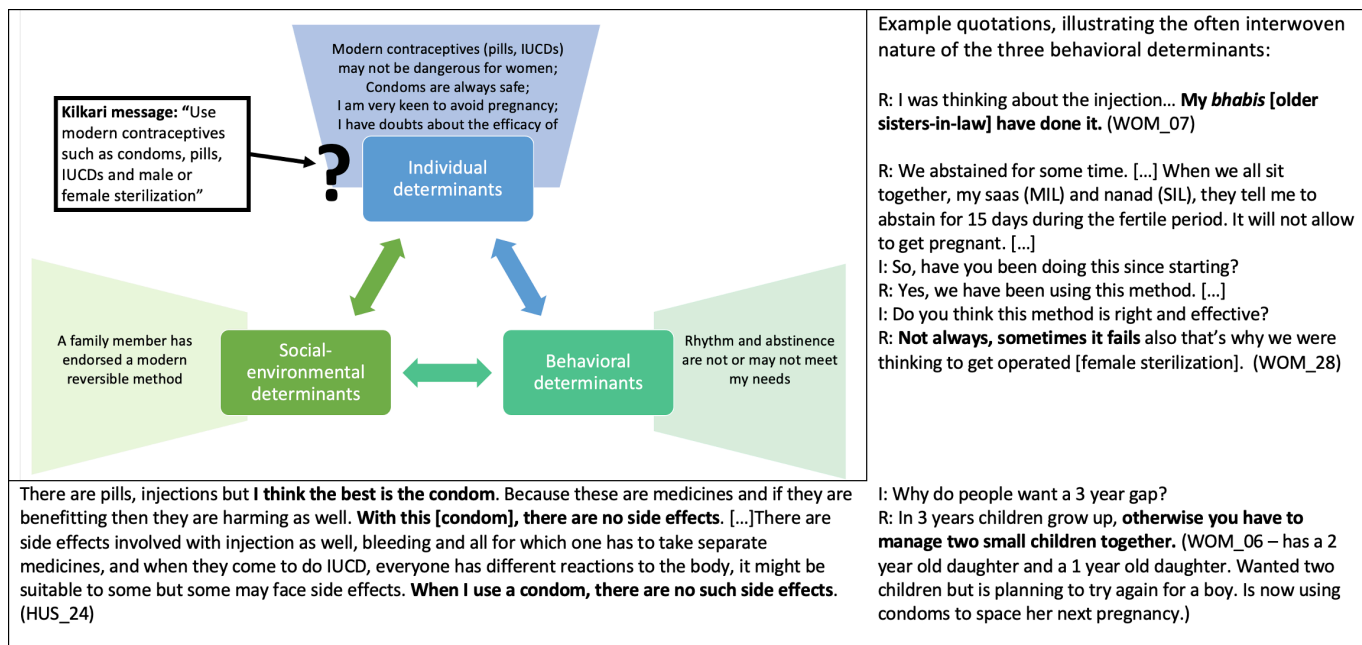 Modern contraceptives (pills, IUCDs)
may not be dangerous for women;
Condoms are always safe;
I am very keen to avoid pregnancy;
I have doubts about the efficacy of
Kilkari message: “Use
modern contraceptives
such as condoms, pills,
IUCDs and male or
female sterilization”
?
Individual
determinants
A family member has
endorsed a modern
reversible method
Social-
environmental
determinants
Behavioral
determinants
Rhythm and abstinence
are not or may not meet
my needs
Example quotations, illustrating the often interwoven
nature of the three behavioral determinants:
R: I was thinking about the injection... My bhabis [older
sisters-in-law] have done it. (WOM_07)
R: We abstained for some time. [...] When we all sit
together, my saas (MIL) and nanad (SIL), they tell me to
abstain for 15 days during the fertile period. It will not allow
to get pregnant. [...]
I: So, have you been doing this since starting?
R: Yes, we have been using this method. [...]
I: Do you think this method is right and effective?
R: Not always, sometimes it fails also that’s why we were
thinking to get operated [female sterilization].  (WOM_28)
There are pills, injections but I think the best is the condom. Because these are medicines and if they are
benefitting then they are harming as well. With this [condom], there are no side effects. [...]There are
side effects involved with injection as well, bleeding and all for which one has to take separate
medicines, and when they come to do IUCD, everyone has different reactions to the body, it might be
suitable to some but some may face side effects. When I use a condom, there are no such side effects.
(HUS_24)
I: Why do people want a 3 year gap?
R: In 3 years children grow up, otherwise you have to
manage two small children together. (WOM_06 – has a 2
year old daughter and a 1 year old daughter. Wanted two
children but is planning to try again for a boy. Is now using
condoms to space her next pregnancy.)